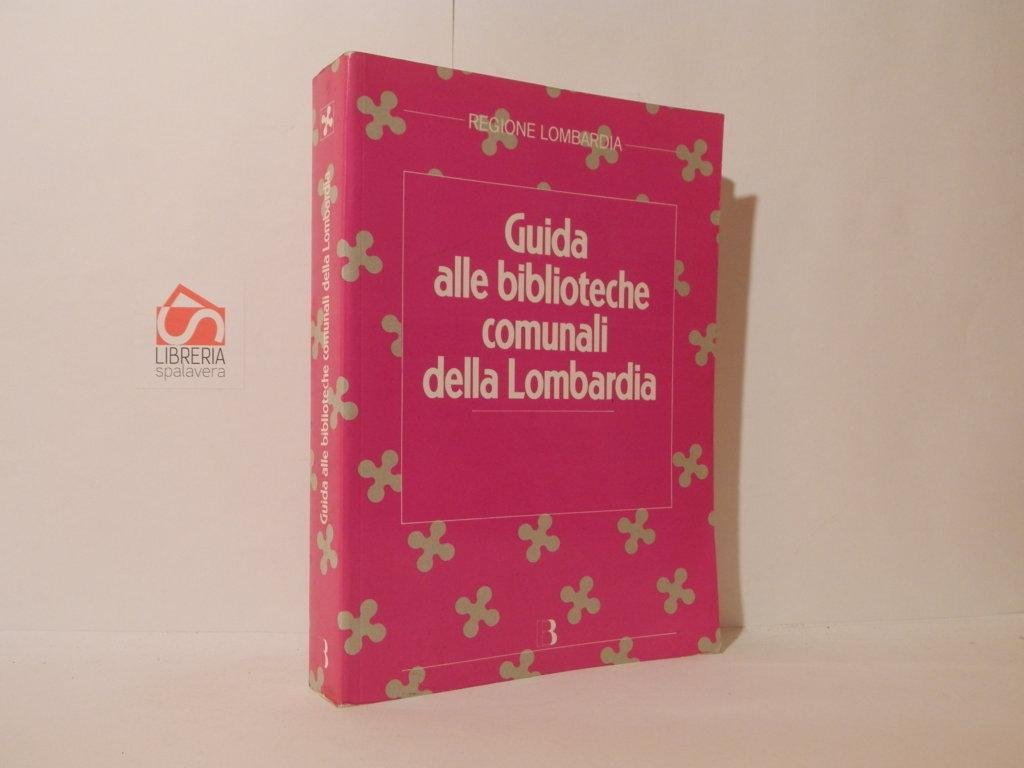 REGIONE LOMBARDIA
Guida
alle biblioteche
comunali
della Lombardia
B
Guida alle biblioteche comunali della Lombardia
LIBRERIA
spalavera